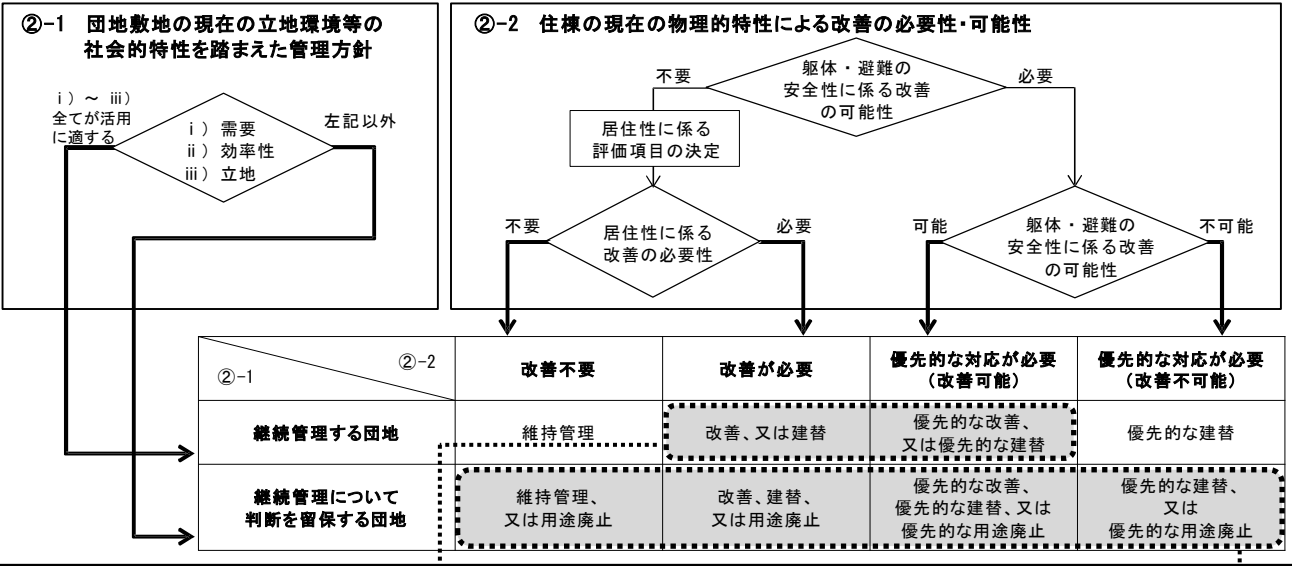 ②-1 団地敷地の現在の立地環境等の
社会的特性を踏まえた管理方針
ⅰ）～ ⅲ）
全てが活用
に適する
ⅰ）需要
ⅱ）効率性
ⅲ）立地
左記以外
②-2 住棟の現在の物理的特性による改善の必要性・可能性
不要
躯体・避難の
安全性に係る改善
の可能性
必要
居住性に係る
評価項目の決定
不要
居住性に係る
改善の必要性
必要
可能
躯体・避難の
安全性に係る改善
の可能性
不可能
②-1
②-2
改善不要
改善が必要
優先的な対応が必要
（改善可能）
優先的な対応が必要
（改善不可能）
継続管理する団地
維持管理
改善、又は建替
優先的な改善、
又は優先的な建替
優先的な建替
継続管理について
判断を留保する団地
維持管理、
又は用途廃止
改善、建替、
又は用途廃止
優先的な改善、
優先的な建替、又は
優先的な用途廃止
優先的な建替、
又は
優先的な用途廃止